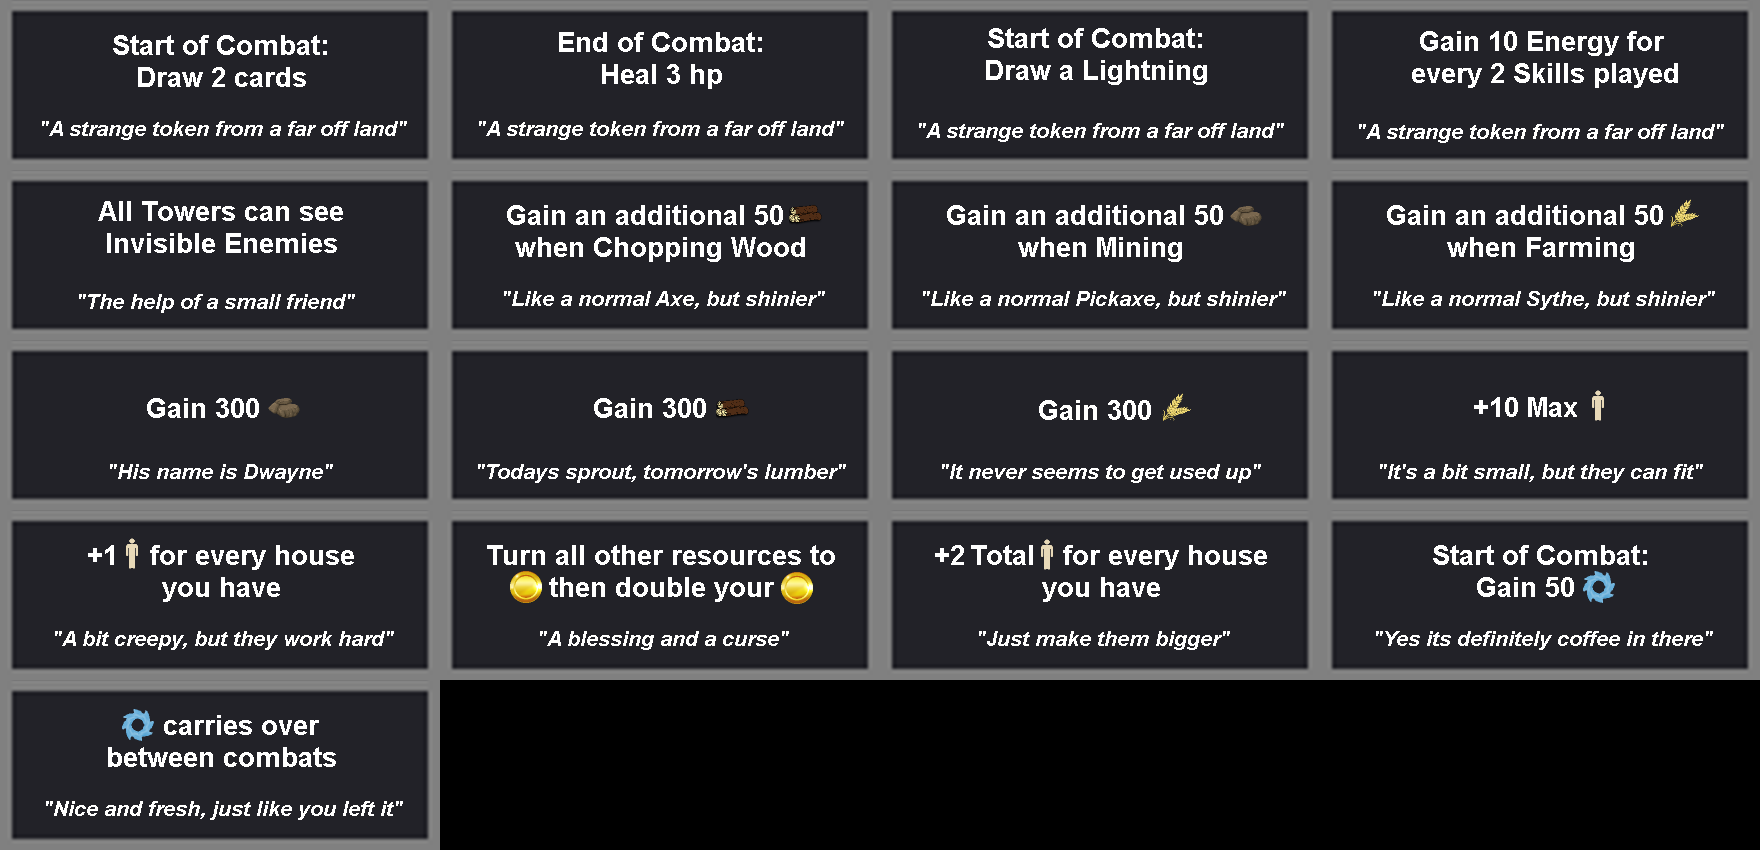 Start of Combat:
Draw 2 cards
"A strange token from a far off land"
End of Combat:
Heal 3 hp
"A strange token from a far off land"
Start of Combat:
Draw a Lightning
"A strange token from a far off land"
Gain 10 Energy for
every 2 Skills played
"A strange token from a far off land"
All Towers can see
Invisible Enemies
"The help of a small friend"
Gain an additional 50
when Chopping Wood
"Like a normal Axe, but shinier"
Gain an additional 50
when Mining
"Like a normal Pickaxe, but shinier"
Gain an additional 50
when Farming
"Like a normal Sythe, but shinier"
Gain 300
"His name is Dwayne"
Gain 300
"Todays sprout, tomorrow's lumber"
Gain 300
"It never seems to get used up"
+10 Max
"It's a bit small, but they can fit"
+1 for every house
you have
"A bit creepy, but they work hard"
Turn all other resources to
then double your
"A blessing and a curse"
+2 Total for every house
you have
"Just make them bigger"
Start of Combat:
Gain 50
"Yes its definitely coffee in there"
carries over
between combats
"Nice and fresh, just like you left it"